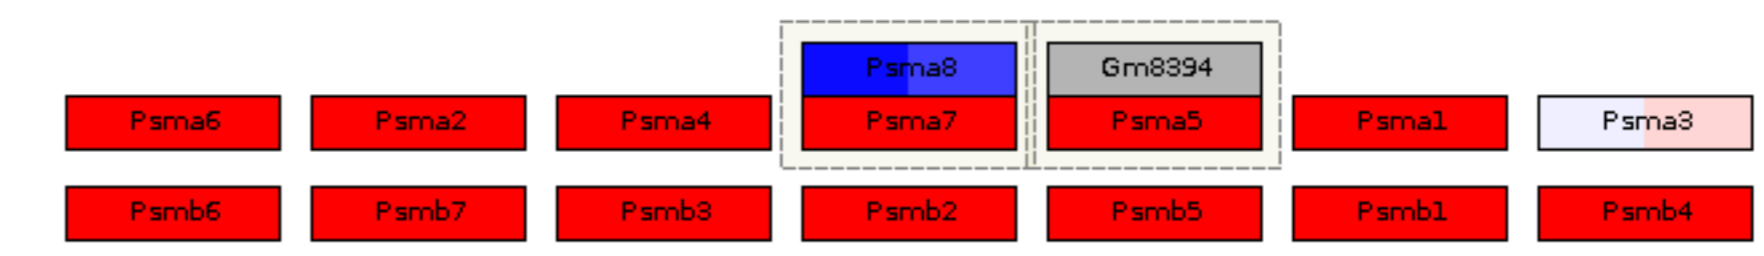 Psma8 Gm8394
Psma6 Psma2 Psma4 Psma7 Psma5 Psma1 Psma3
Psmb6 Psmb7 Psmb3 Psmb2 Psmb5 Psmb1 Psmb4